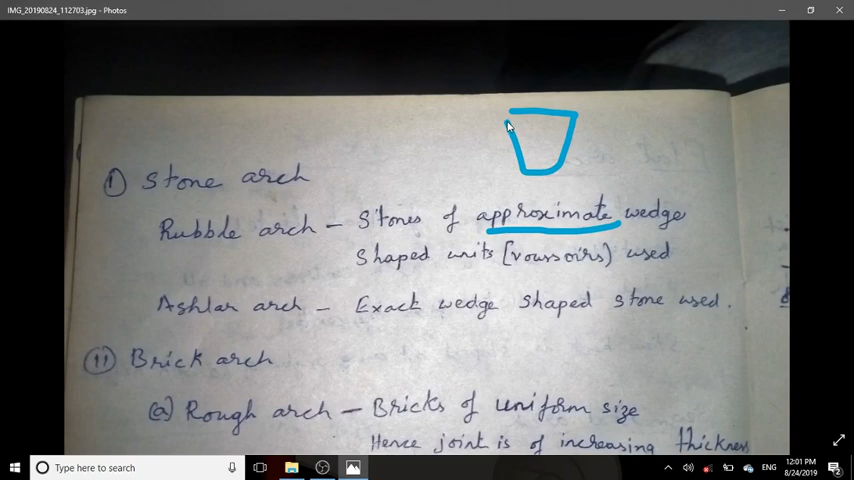 IMG_20190824_112703.jpg - Photos
I Stone arch
Rubble arch - Stones of approximate wedge
shaped units [voussoirs] used
Ashlar arch - Exact wedge shaped stone used.
II Brick arch
(a) Rough arch - Bricks of uniform size
Hence joint is of increasing thickness
Type here to search
ENG
12:01 PM
8/24/2019
2